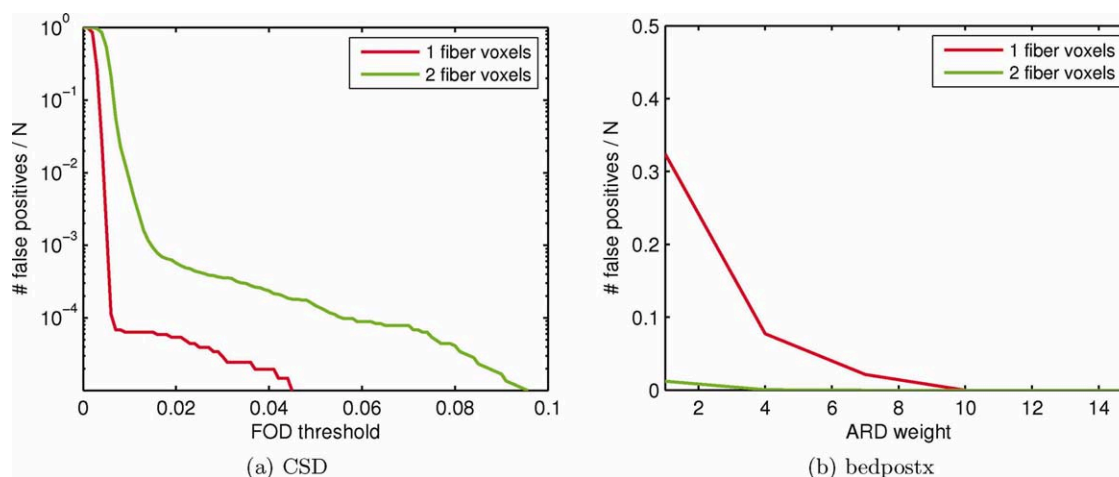 10^0
10^-1
10^-2
10^-3
10^-4
# false positives / N
0 0.02 0.04 0.06 0.08 0.1
FOD threshold
1 fiber voxels
2 fiber voxels
(a) CSD
0.5
0.4
0.3
0.2
0.1
0
# false positives / N
2 4 6 8 10 12 14
ARD weight
1 fiber voxels
2 fiber voxels
(b) bedpostx